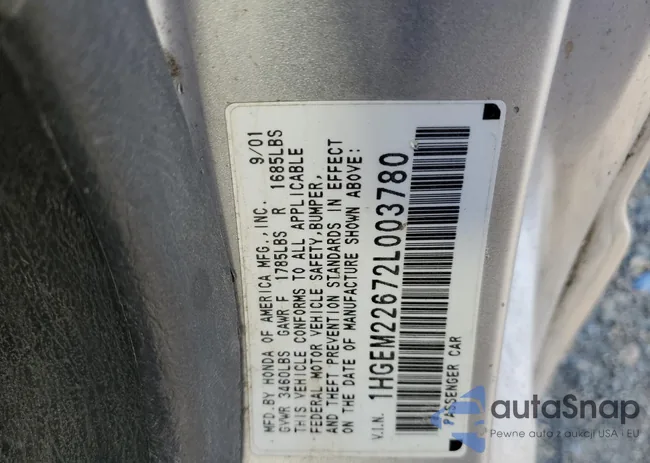 MFD.BY HONDA OF AMERICA MFG.,INC. 9/01
GVWR 3460LBS GAWR F 1785LBS R 1685LBS
THIS VEHICLE CONFORMS TO ALL APPLICABLE
FEDERAL MOTOR VEHICLE SAFETY,BUMPER,
AND THEFT PREVENTION STANDARDS IN EFFECT
ON THE DATE OF MANUFACTURE SHOWN ABOVE:
V.I.N. 1HGEM22672L003780
PASSENGER CAR
autoSnap
Pewne auta z aukcji USA i EU